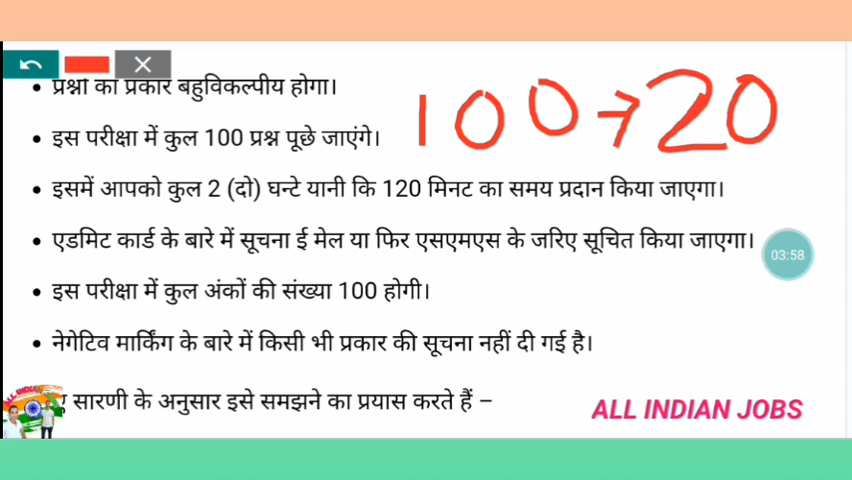 प्रश्नों का प्रकार बहुविकल्पीय होगा।
100 → 20
इस परीक्षा में कुल 100 प्रश्न पूछे जाएंगे।
इसमें आपको कुल 2 (दो) घन्टे यानी कि 120 मिनट का समय प्रदान किया जाएगा।
एडमिट कार्ड के बारे में सूचना ई मेल या फिर एसएमएस के जरिए सूचित किया जाएगा।
03:58
इस परीक्षा में कुल अंकों की संख्या 100 होगी।
नेगेटिव मार्किंग के बारे में किसी भी प्रकार की सूचना नहीं दी गई है।
सारणी के अनुसार इसे समझने का प्रयास करते हैं –
ALL INDIAN JOBS